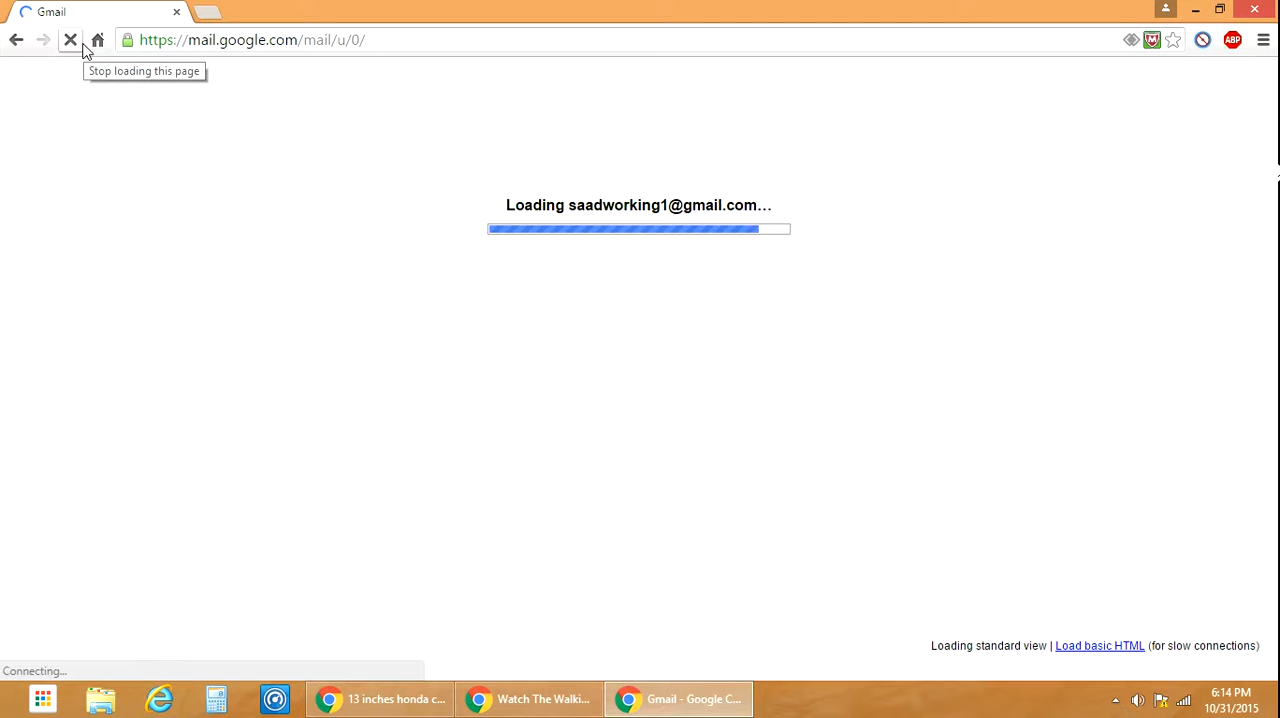 Gmail
https://mail.google.com/mail/u/0/
ABP
Stop loading this page
Loading saadworking1@gmail.com...
Loading standard view | Load basic HTML (for slow connections)
Connecting...
13 inches honda c...
Watch The Walki...
Gmail - Google C...
6:14 PM
10/31/2015